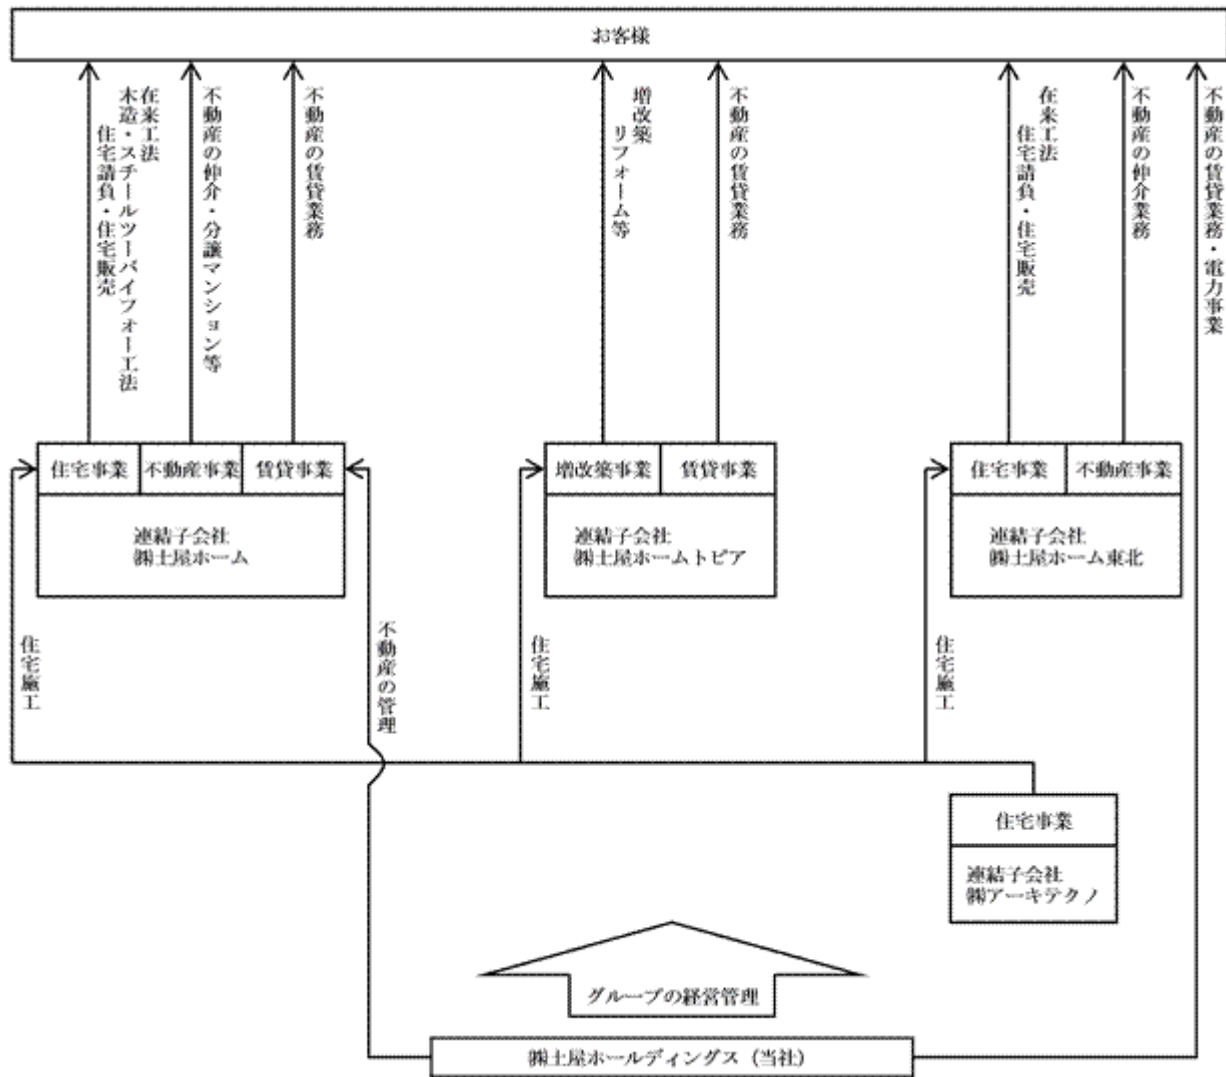 お客様
在来工法
木造・スチールツーバイフォー工法
住宅請負・住宅販売
不動産の仲介・分譲マンション等
不動産の賃貸業務
増改築
リフォーム等
不動産の賃貸業務
在来工法
住宅請負・住宅販売
不動産の仲介業務
不動産の賃貸業務・電力事業
住宅事業
不動産事業
賃貸事業
連結子会社
㈱土屋ホーム
増改築事業
賃貸事業
連結子会社
㈱土屋ホームトピア
住宅事業
不動産事業
連結子会社
㈱土屋ホーム東北
住宅施工
不動産の管理
住宅施工
住宅施工
住宅事業
連結子会社
㈱アーキテクノ
グループの経営管理
㈱土屋ホールディングス（当社）